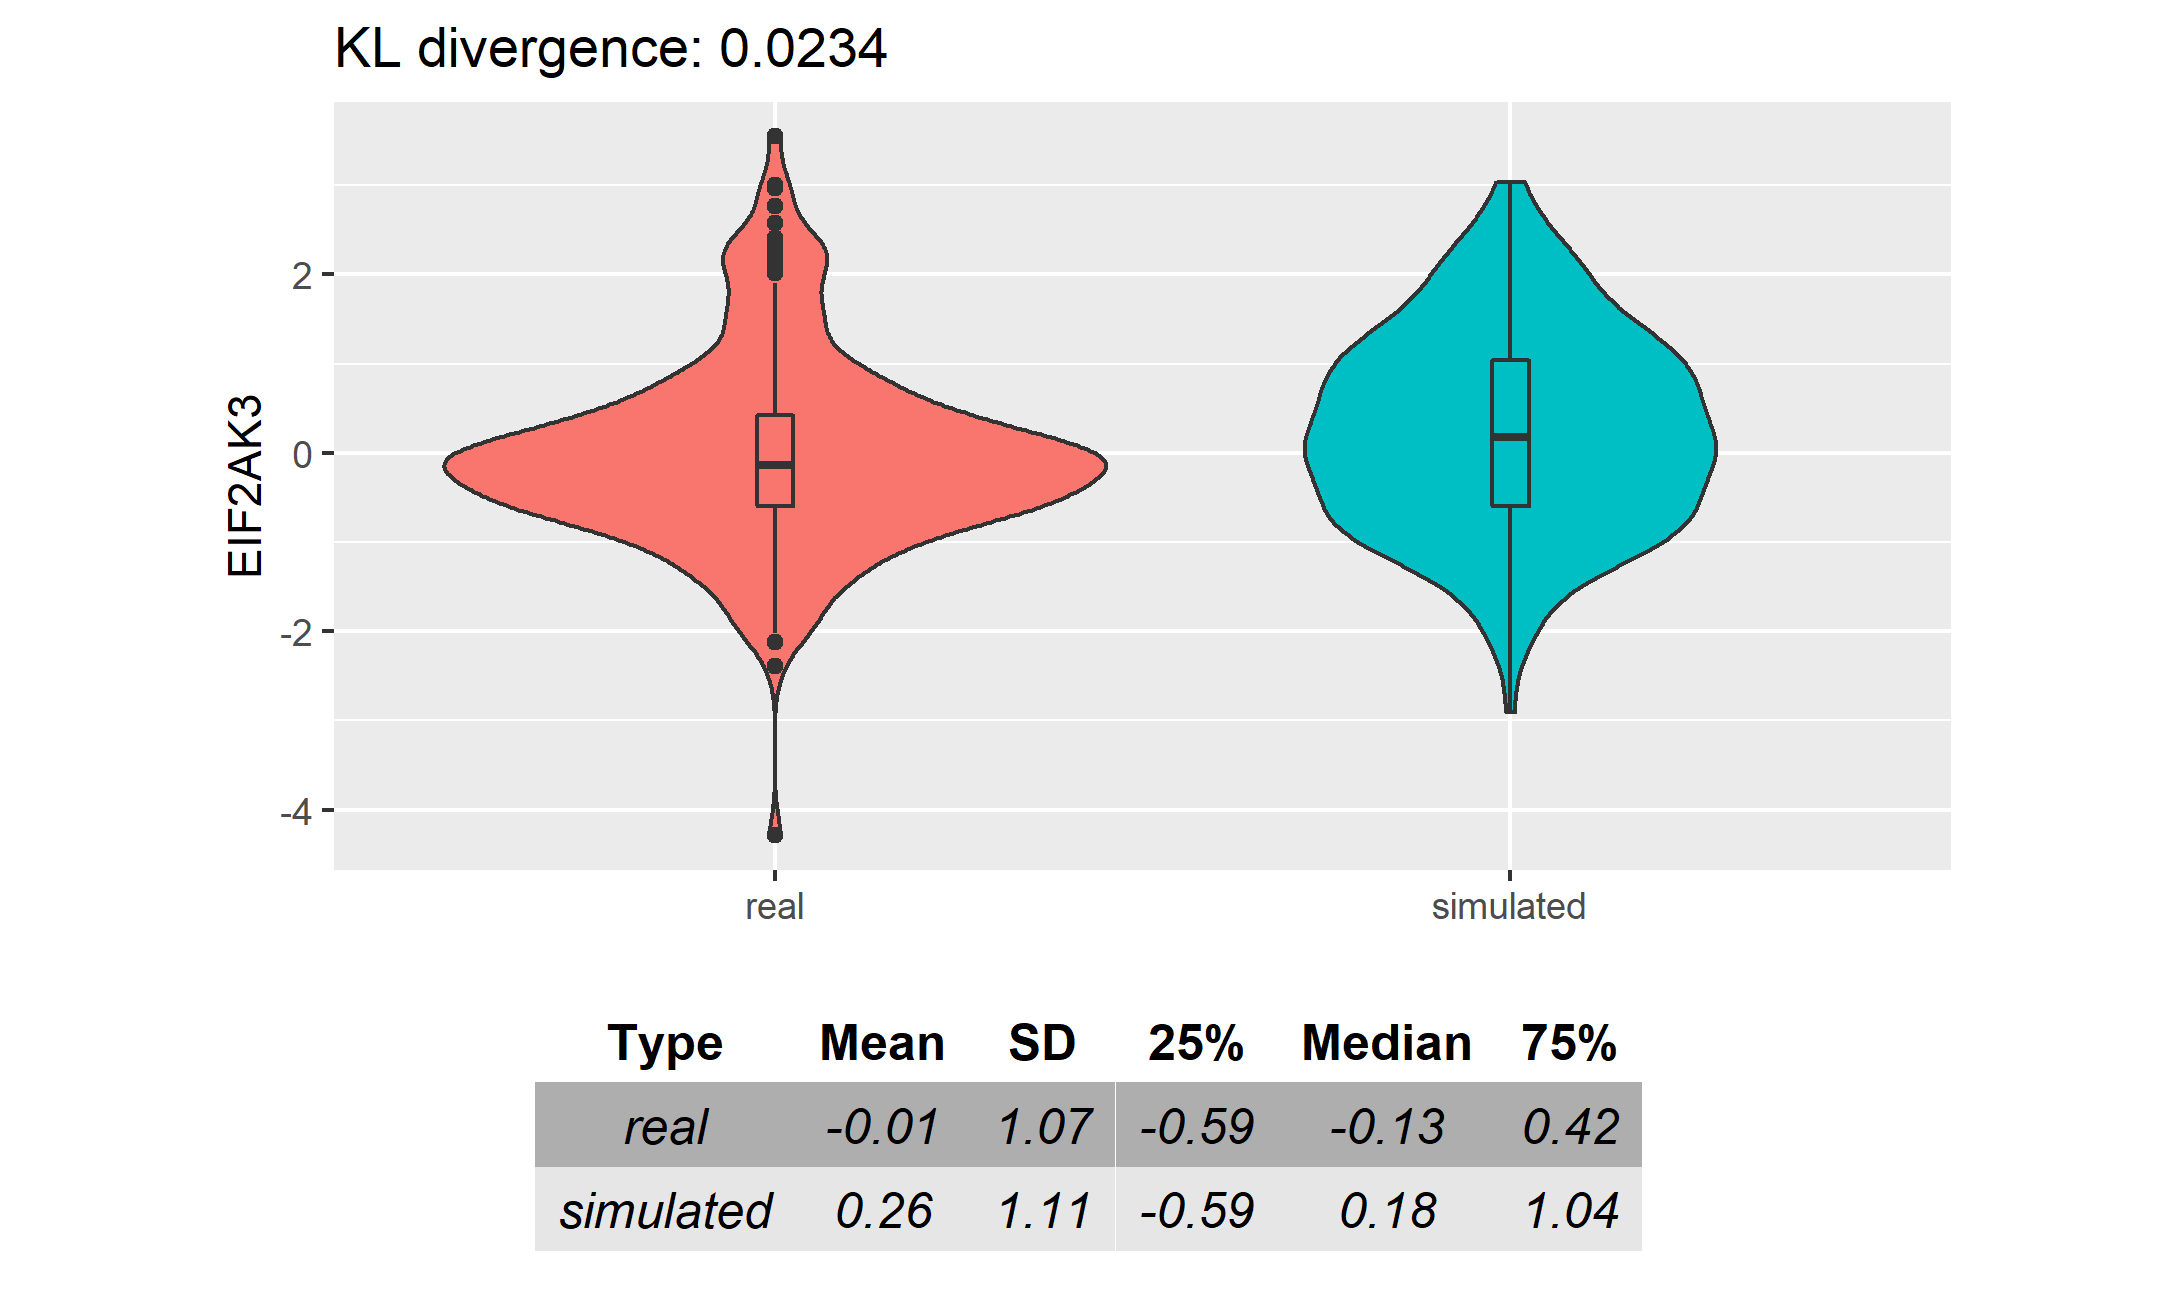 KL divergence: 0.0234
EIF2AK3
2
0
-2
-4
real simulated
Type Mean SD 25% Median 75%
real -0.01 1.07 -0.59 -0.13 0.42
simulated 0.26 1.11 -0.59 0.18 1.04